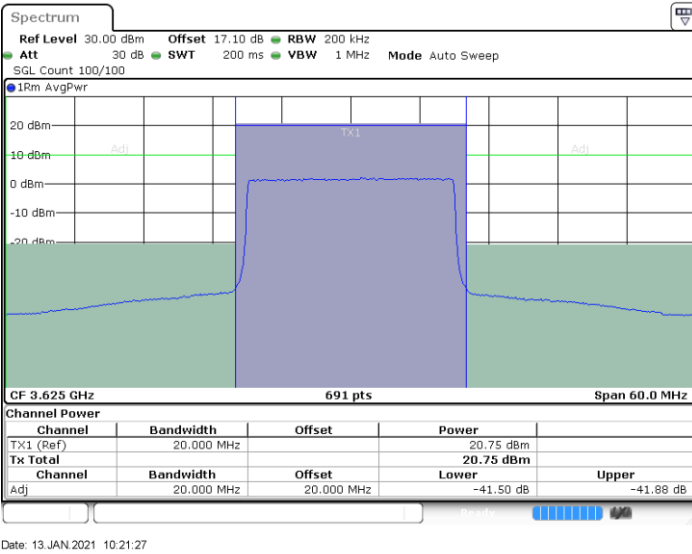 Spectrum
Ref Level 30.00 dBm Offset 17.10 dB RBW 200 kHz
Att 30 dB SWT 200 ms VBW 1 MHz Mode Auto Sweep
SGL Count 100/100
1Rm AvgPwr
20 dBm
TX1
Adj Adj
10 dBm
0 dBm
-10 dBm
-20 dBm
CF 3.625 GHz 691 pts Span 60.0 MHz
Channel Power
Channel Bandwidth Offset Power
TX1 (Ref) 20.000 MHz 20.75 dBm
Tx Total 20.75 dBm
Channel Bandwidth Offset Lower Upper
Adj 20.000 MHz 20.000 MHz -41.50 dB -41.88 dB
Ready
Date: 13.JAN.2021 10:21:27